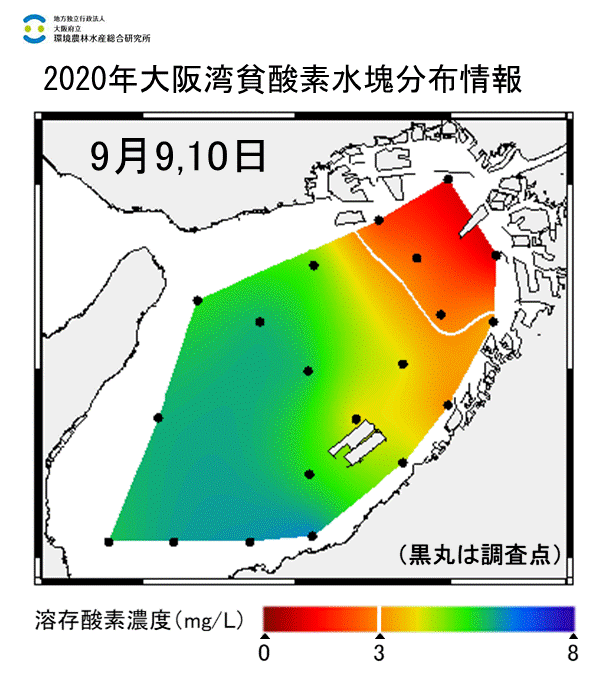 地方独立行政法人
大阪府立
環境農林水産総合研究所
2020年大阪湾貧酸素水塊分布情報
9月9,10日
(黒丸は調査点)
溶存酸素濃度(mg/L)
0 3 8